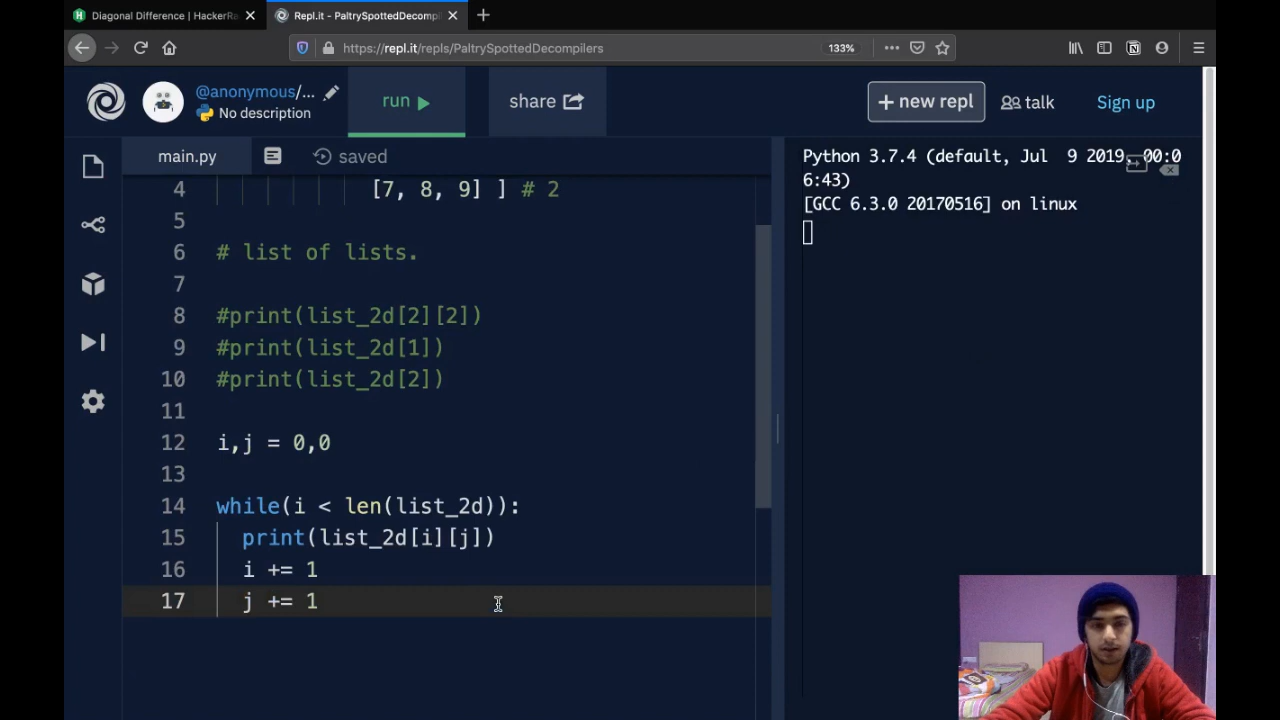 Diagonal Difference | HackerRa
Repl.it - PaltrySpottedDecompil
https://repl.it/repls/PaltrySpottedDecompilers
133%
@anonymous/...
No description
run
share
+ new repl
talk
Sign up
main.py
saved
4 [7, 8, 9] ] # 2
5
6 # list of lists.
7
8 #print(list_2d[2][2])
9 #print(list_2d[1])
10 #print(list_2d[2])
11
12 i,j = 0,0
13
14 while(i < len(list_2d)):
15 print(list_2d[i][j])
16 i += 1
17 j += 1
Python 3.7.4 (default, Jul 9 2019, 00:0
6:43)
[GCC 6.3.0 20170516] on linux